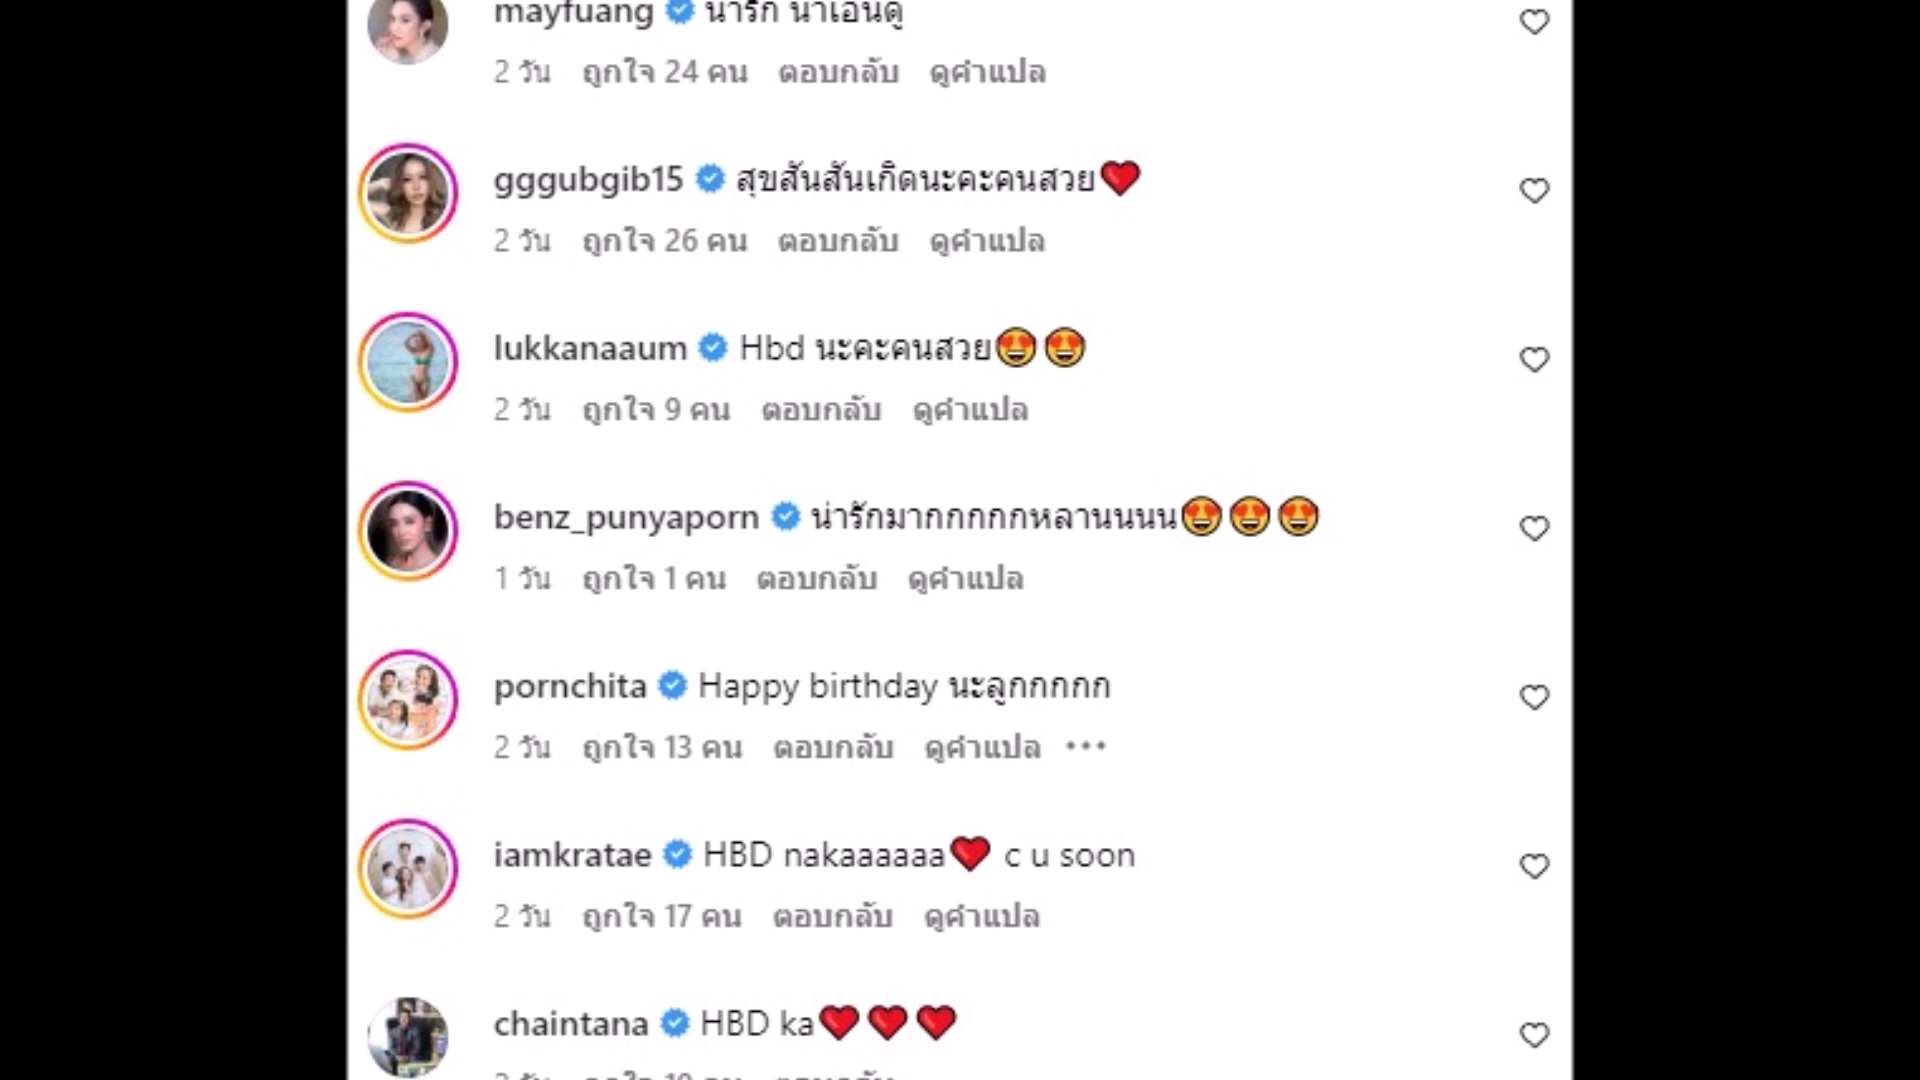 mayfuang น่ารัก น่าเอ็นดู
2 วัน ถูกใจ 24 คน ตอบกลับ ดูคำแปล
gggubgib15 สุขสันสันเกิดนะคะคนสวย❤️
2 วัน ถูกใจ 26 คน ตอบกลับ ดูคำแปล
lukkanaaum Hbd นะคะคนสวย😍😍
2 วัน ถูกใจ 9 คน ตอบกลับ ดูคำแปล
benz_punyaporn น่ารักมากกกกกหลานนนน😍😍😍
1 วัน ถูกใจ 1 คน ตอบกลับ ดูคำแปล
pornchita Happy birthday นะลูกกกกก
2 วัน ถูกใจ 13 คน ตอบกลับ ดูคำแปล •••
iamkratae HBD nakaaaaaa❤️ c u soon
2 วัน ถูกใจ 17 คน ตอบกลับ ดูคำแปล
chaintana HBD ka❤️❤️❤️